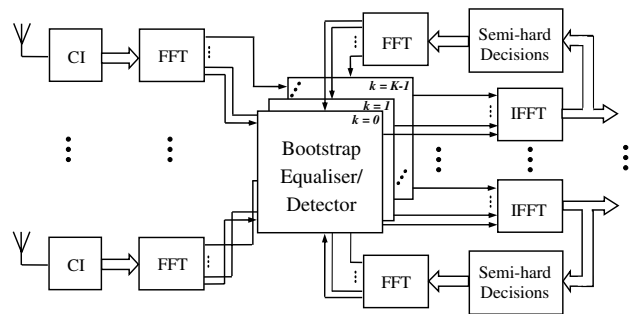 CI
FFT
FFT
Semi-hard
Decisions
k = K-1
k = 1
k = 0
IFFT
Bootstrap
Equaliser/
Detector
IFFT
CI
FFT
FFT
Semi-hard
Decisions